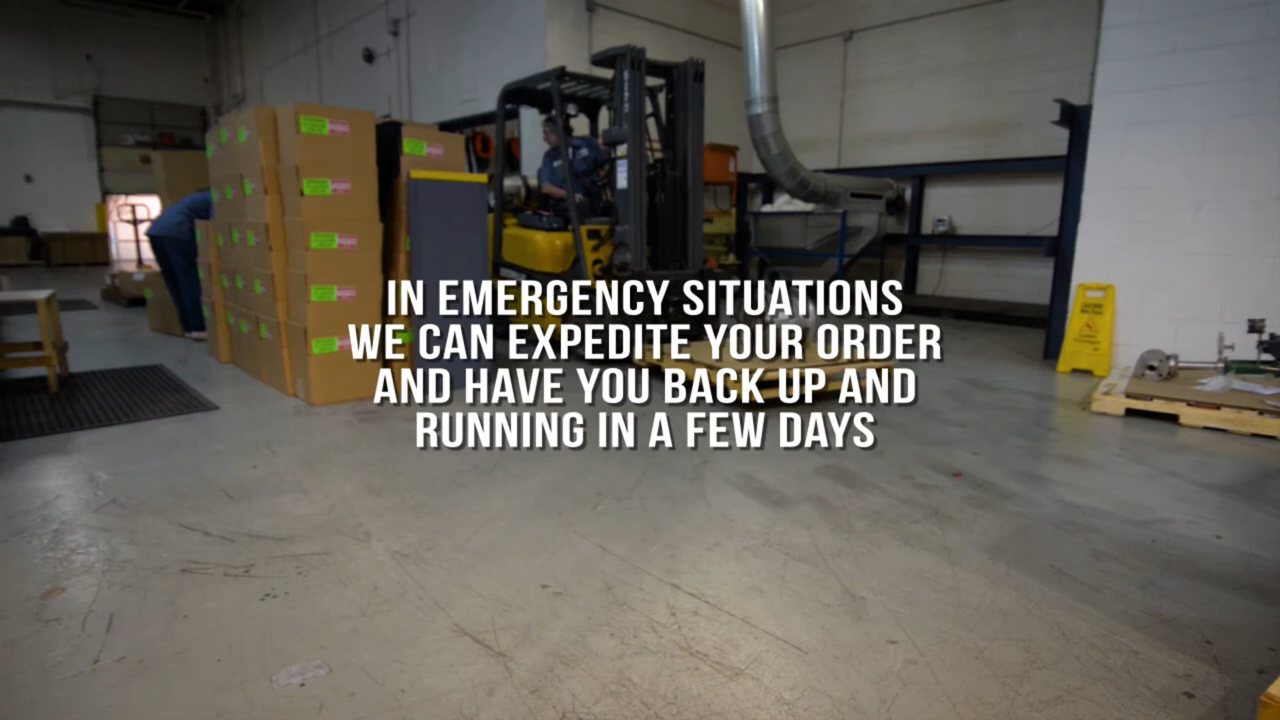 IN EMERGENCY SITUATIONS
WE CAN EXPEDITE YOUR ORDER
AND HAVE YOU BACK UP AND
RUNNING IN A FEW DAYS